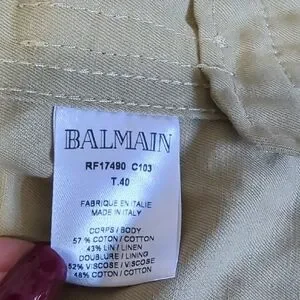 BALMAIN
RF17490 C103
T.40
FABRIQUE EN ITALIE
MADE IN ITALY
CORPS/BODY
57 % COTON/COTTON
43% LIN/LINEN
DOUBLURE/LINING
52% VISCOSE/VISCOSE
48% COTON/COTTON